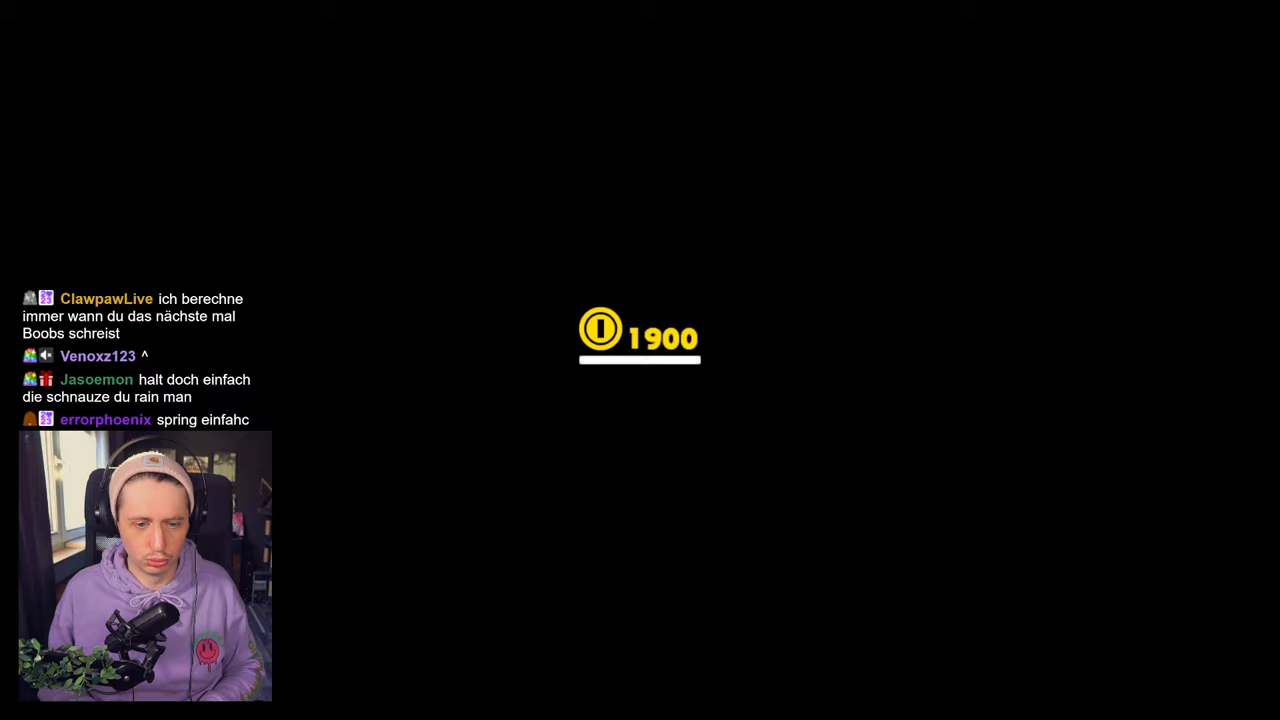 ClawpawLive ich berechne
immer wann du das nächste mal
Boobs schreist
Venoxz123 ^
Jasoemon halt doch einfach
die schnauze du rain man
errorphoenix spring einfahc
1900